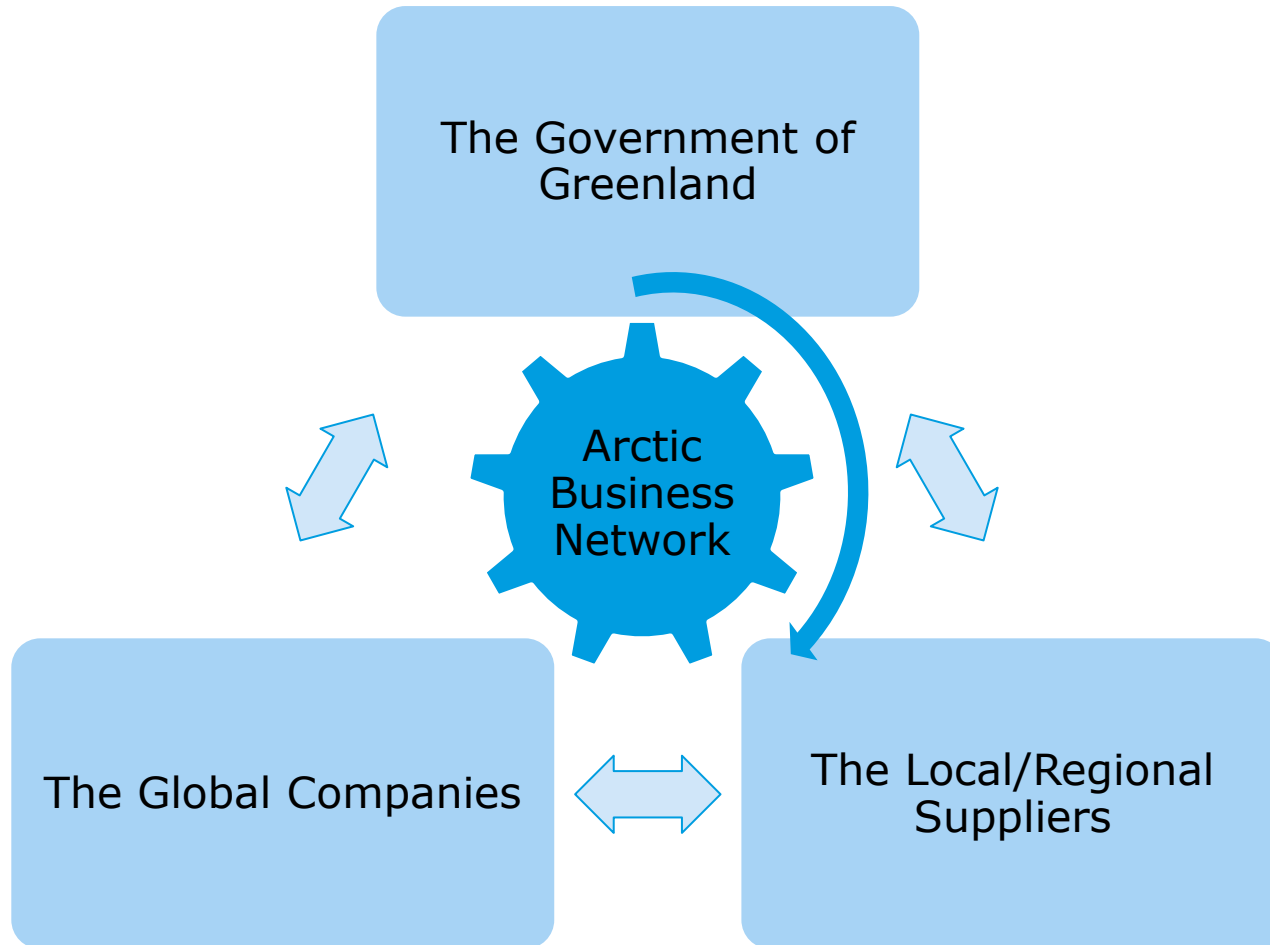 The Government of
Greenland
Arctic
Business
Network
The Global Companies
The Local/Regional
Suppliers